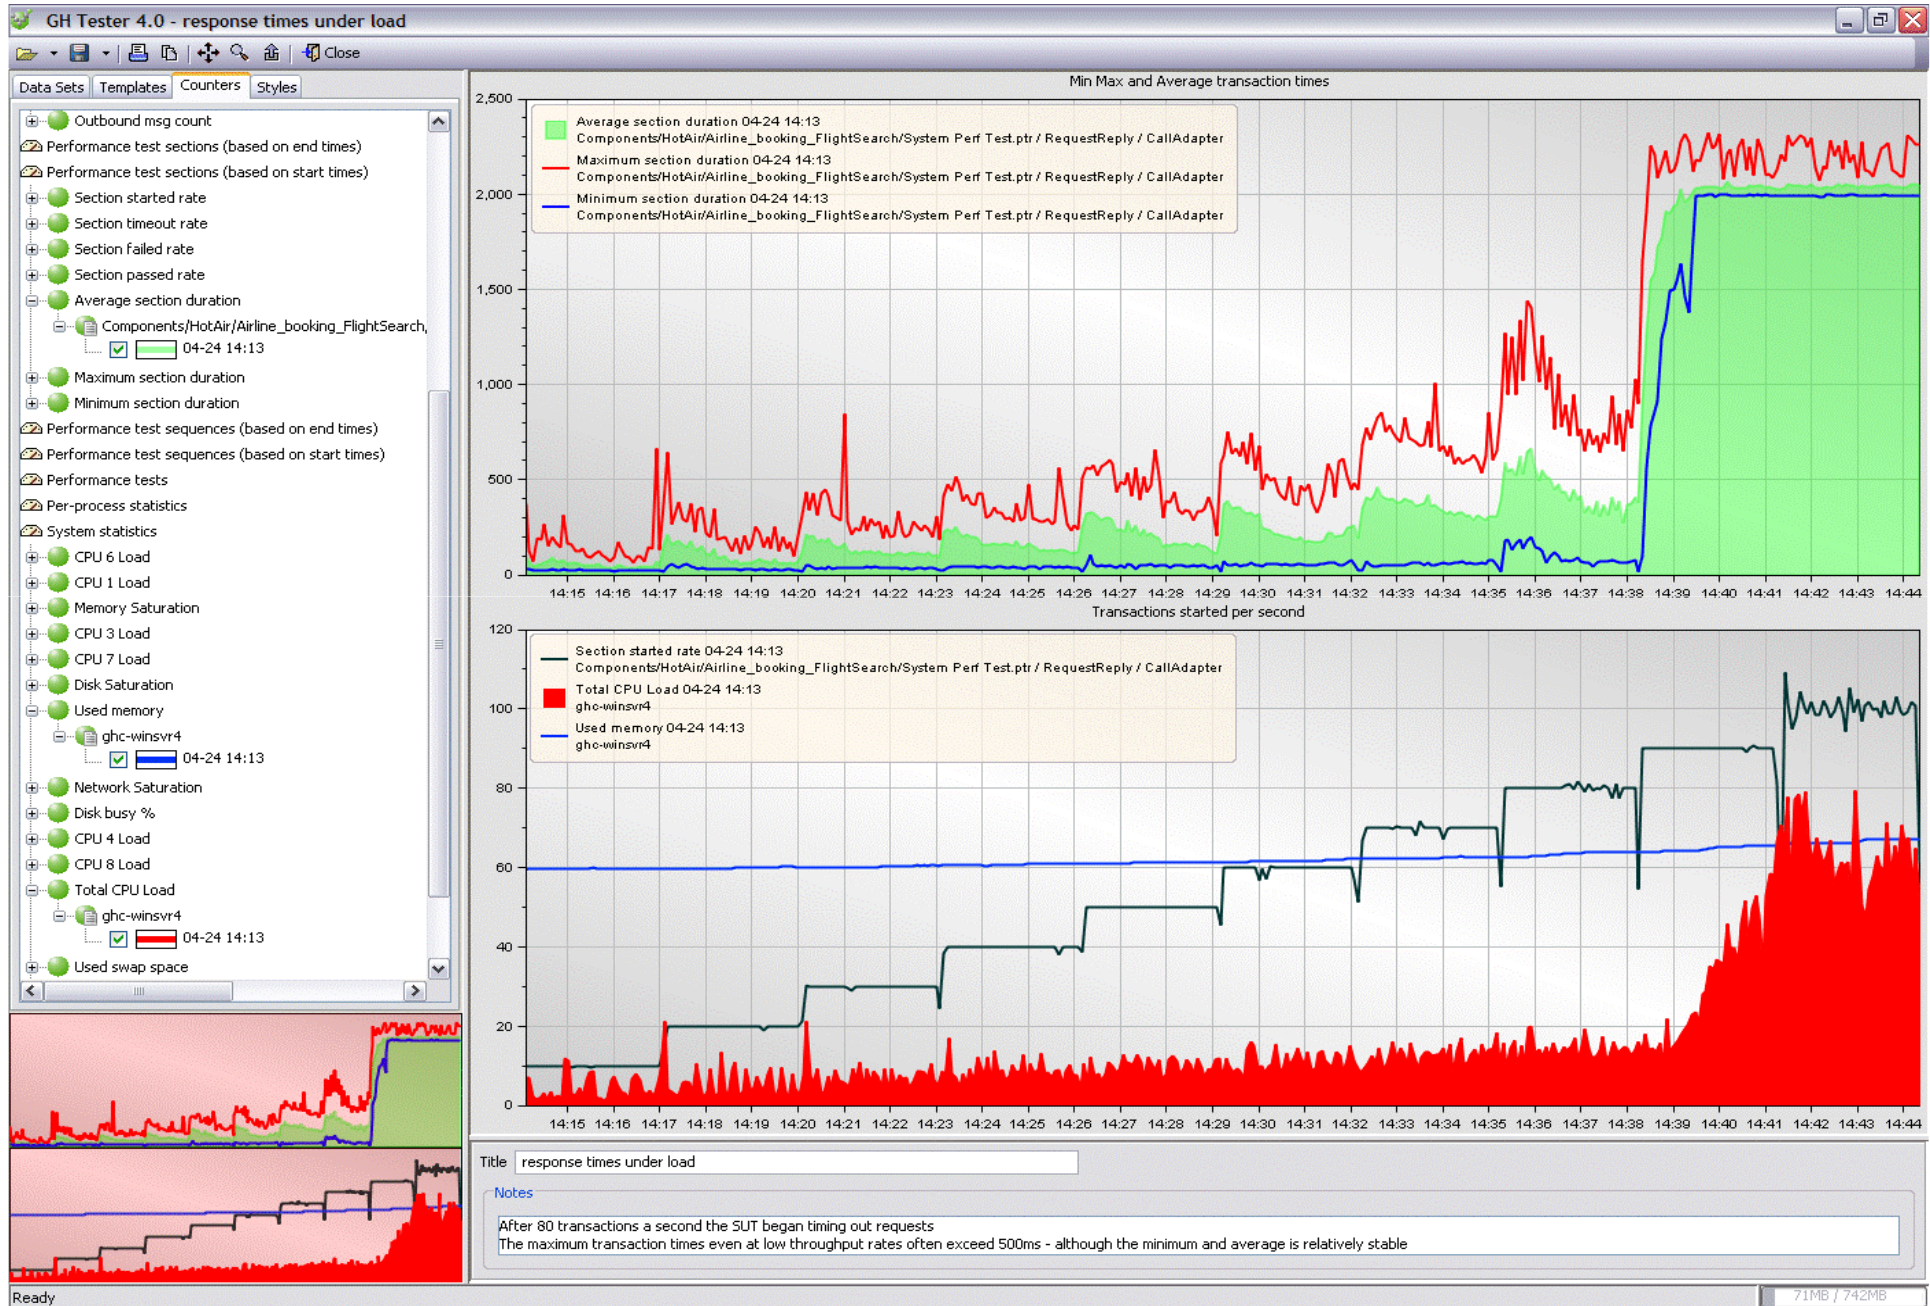 GH Tester 4.0 - response times under load
Close
Data Sets Templates Counters Styles
Outbound msg count
Performance test sections (based on end times)
Performance test sections (based on start times)
Section started rate
Section timeout rate
Section failed rate
Section passed rate
Average section duration
Components/HotAir/Airline_booking_FlightSearch,
04-24 14:13
Maximum section duration
Minimum section duration
Performance test sequences (based on end times)
Performance test sequences (based on start times)
Performance tests
Per-process statistics
System statistics
CPU 6 Load
CPU 1 Load
Memory Saturation
CPU 3 Load
CPU 7 Load
Disk Saturation
Used memory
ghc-winsvr4
04-24 14:13
Network Saturation
Disk busy %
CPU 4 Load
CPU 8 Load
Total CPU Load
ghc-winsvr4
04-24 14:13
Used swap space
Min Max and Average transaction times
2,500
2,000
1,500
1,000
500
0
Average section duration 04-24 14:13
Components/HotAir/Airline_booking_FlightSearch/System Perf Test.ptr / RequestReply / CallAdapter
Maximum section duration 04-24 14:13
Components/HotAir/Airline_booking_FlightSearch/System Perf Test.ptr / RequestReply / CallAdapter
Minimum section duration 04-24 14:13
Components/HotAir/Airline_booking_FlightSearch/System Perf Test.ptr / RequestReply / CallAdapter
14:15 14:16 14:17 14:18 14:19 14:20 14:21 14:22 14:23 14:24 14:25 14:26 14:27 14:28 14:29 14:30 14:31 14:32 14:33 14:34 14:35 14:36 14:37 14:38 14:39 14:40 14:41 14:42 14:43 14:44
Transactions started per second
120
100
80
60
40
20
0
Section started rate 04-24 14:13
Components/HotAir/Airline_booking_FlightSearch/System Perf Test.ptr / RequestReply / CallAdapter
Total CPU Load 04-24 14:13
ghc-winsvr4
Used memory 04-24 14:13
ghc-winsvr4
14:15 14:16 14:17 14:18 14:19 14:20 14:21 14:22 14:23 14:24 14:25 14:26 14:27 14:28 14:29 14:30 14:31 14:32 14:33 14:34 14:35 14:36 14:37 14:38 14:39 14:40 14:41 14:42 14:43 14:44
Title response times under load
Notes
After 80 transactions a second the SUT began timing out requests
The maximum transaction times even at low throughput rates often exceed 500ms - although the minimum and average is relatively stable
Ready
71MB / 742MB